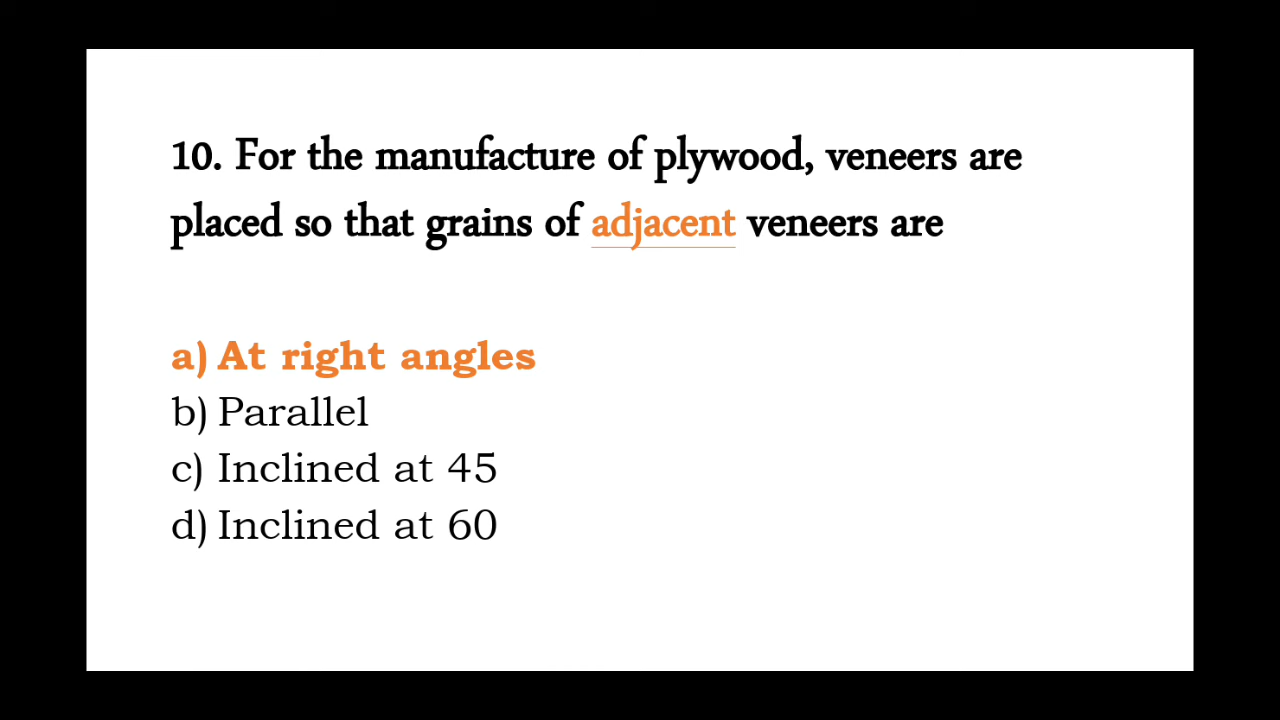 10. For the manufacture of plywood, veneers are
placed so that grains of adjacent veneers are
a) At right angles
b) Parallel
c) Inclined at 45
d) Inclined at 60